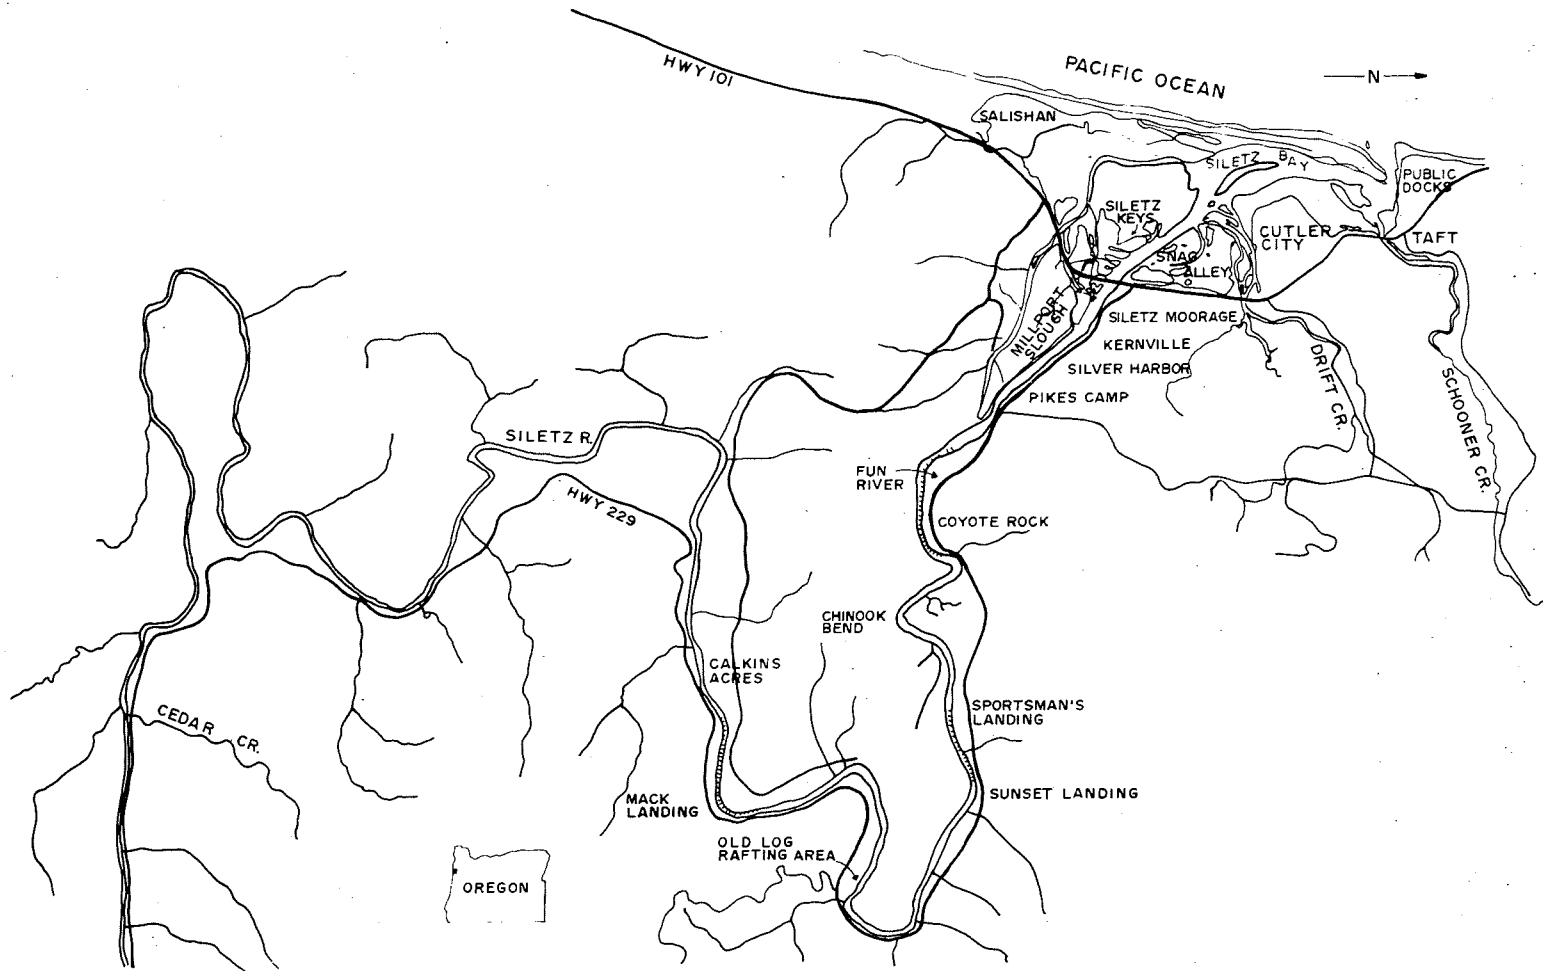 HWY 101
PACIFIC OCEAN
N
SALISHAN
SILETZ BAY
PUBLIC
DOCKS
SILETZ
KEYS
CUTLER
CITY
TAFT
SNAG
ALLEY
MILLPORT
SLOUGH
SILETZ MOORAGE
KERNVILLE
SILVER HARBOR
PIKES CAMP
DRIFT CR.
SCHOONER CR.
SILETZ R.
HWY 229
FUN
RIVER
COYOTE ROCK
CHINOOK
BEND
CALKINS
ACRES
SPORTSMAN'S
LANDING
CEDAR CR.
MACK
LANDING
SUNSET LANDING
OLD LOG
RAFTING AREA
OREGON